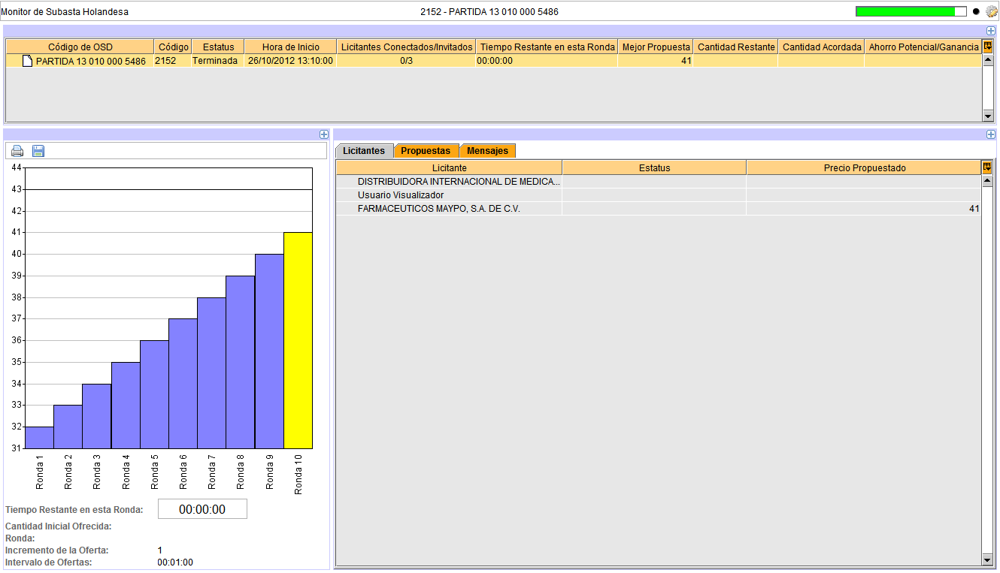 Monitor de Subasta Holandesa 2152 - PARTIDA 13 010 000 5486
Código de OSD Código Estatus Hora de Inicio Licitantes Conectados/Invitados Tiempo Restante en esta Ronda Mejor Propuesta Cantidad Restante Cantidad Acordada Ahorro Potencial/Ganancia
PARTIDA 13 010 000 5486 2152 Terminada 26/10/2012 13:10:00 0/3 00:00:00 41
44
43
42
41
40
39
38
37
36
35
34
33
32
31
Ronda 1
Ronda 2
Ronda 3
Ronda 4
Ronda 5
Ronda 6
Ronda 7
Ronda 8
Ronda 9
Ronda 10
Tiempo Restante en esta Ronda: 00:00:00
Cantidad Inicial Ofrecida:
Ronda:
Incremento de la Oferta: 1
Intervalo de Ofertas: 00:01:00
Licitantes Propuestas Mensajes
Licitante Estatus Precio Propuestado
DISTRIBUIDORA INTERNACIONAL DE MEDICA...
Usuario Visualizador
FARMACEUTICOS MAYPO, S.A. DE C.V. 41